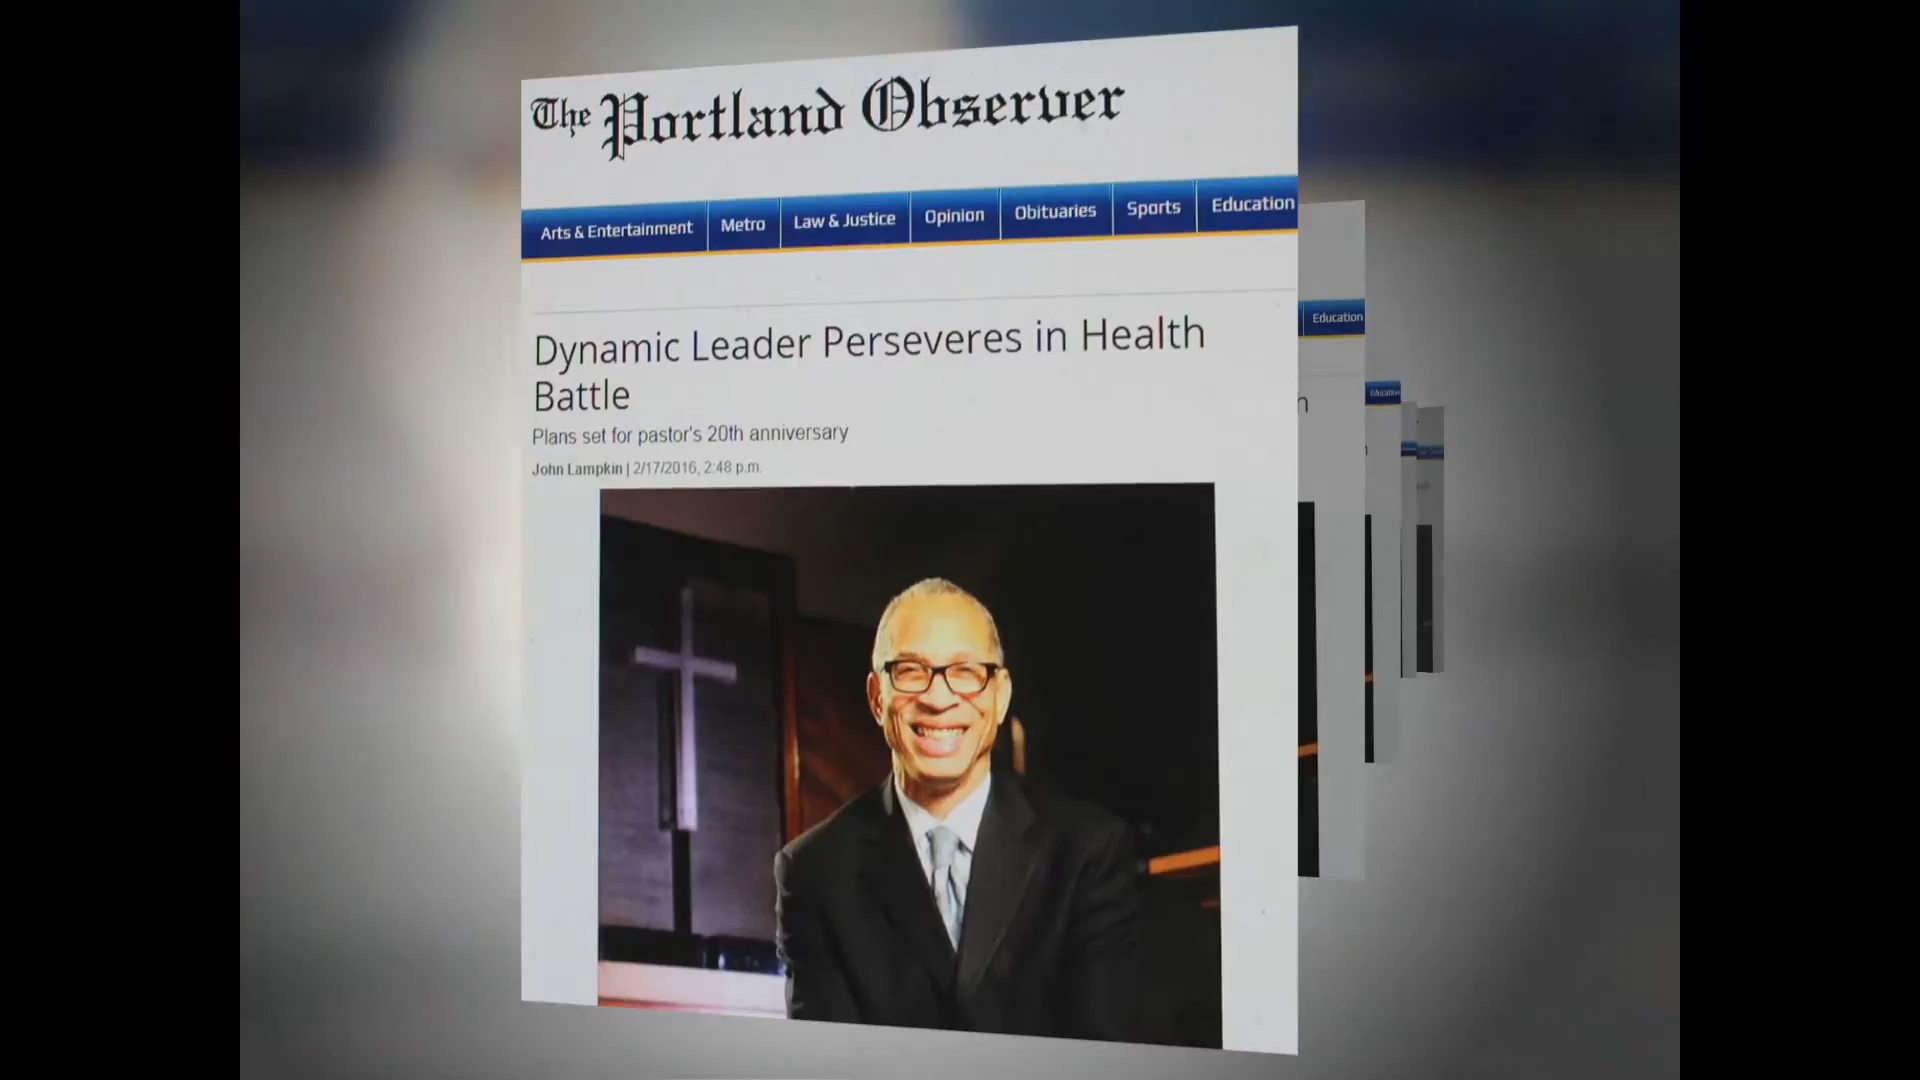 The Portland Observer
Arts & Entertainment Metro Law & Justice Opinion Obituaries Sports Education
Dynamic Leader Perseveres in Health
Battle
Plans set for pastor's 20th anniversary
John Lampkin | 2/17/2016, 2:48 p.m.
Education
n
Education